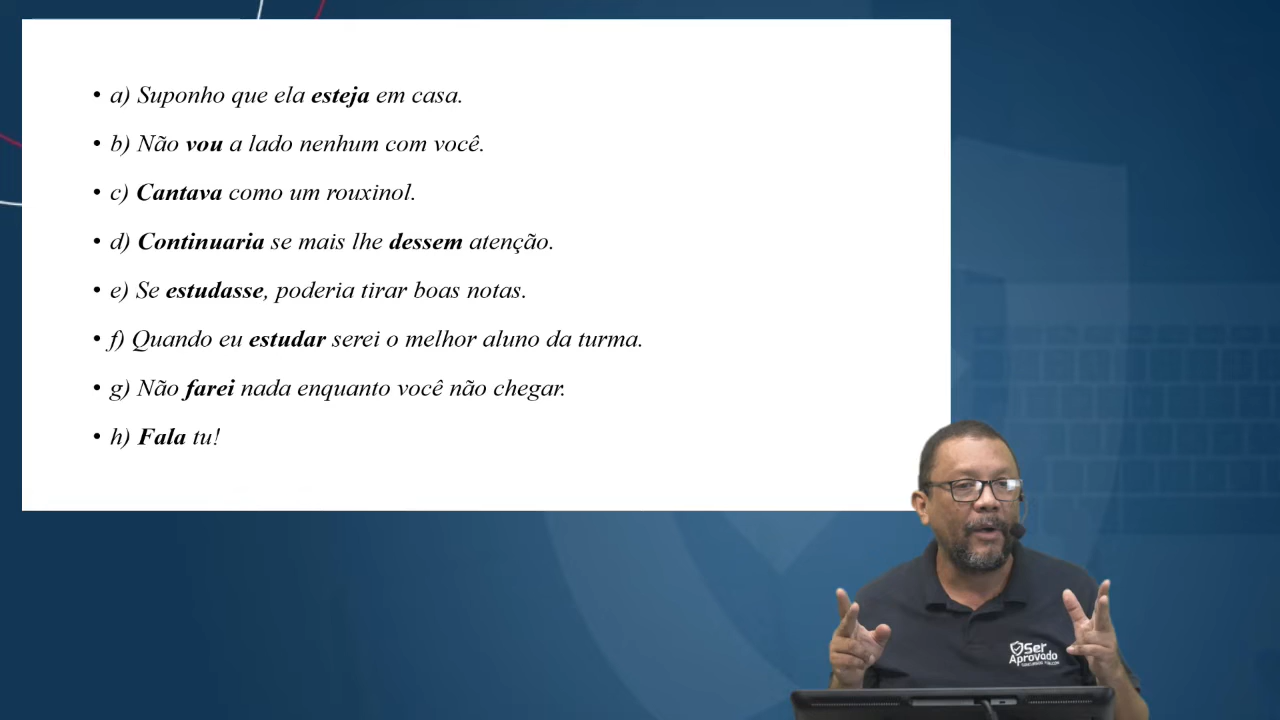 • a) Suponho que ela esteja em casa.
• b) Não vou a lado nenhum com você.
• c) Cantava como um rouxinol.
• d) Continuaria se mais lhe dessem atenção.
• e) Se estudasse, poderia tirar boas notas.
• f) Quando eu estudar serei o melhor aluno da turma.
• g) Não farei nada enquanto você não chegar.
• h) Fala tu!
Ser
Aprovado